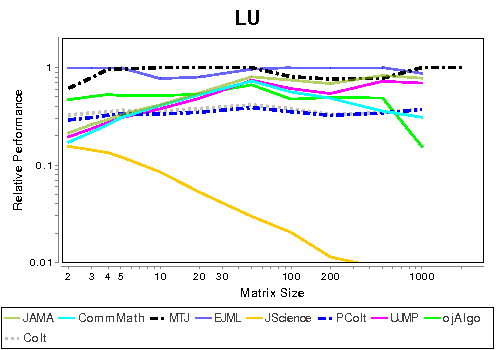 LU
Relative Performance
1
0.1
0.01
2 3 4 5 10 20 30 100 200 1000
Matrix Size
JAMA CommMath MTJ EJML JScience PColt UJMP ojAlgo
Colt